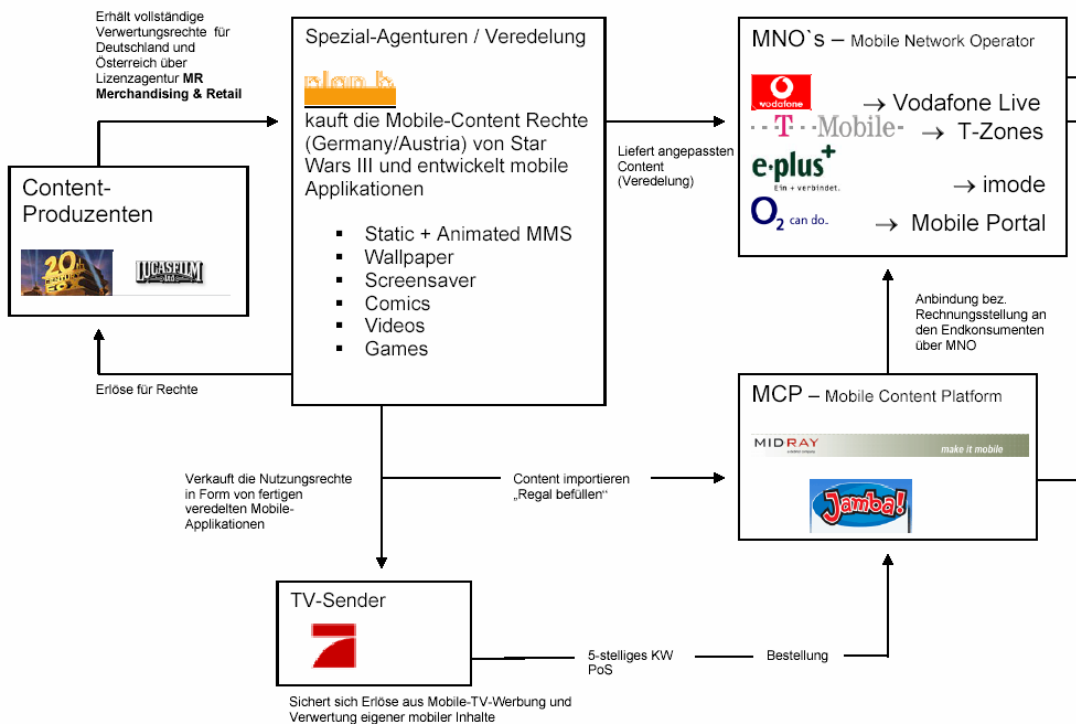 Erhält vollständige
Verwertungsrechte für
Deutschland und
Österreich über
Lizenzagentur MR
Merchandising & Retail
Spezial-Agenturen / Veredelung
plan b
kauft die Mobile-Content Rechte
(Germany/Austria) von Star
Wars III und entwickelt mobile
Applikationen
▪ Static + Animated MMS
▪ Wallpaper
▪ Screensaver
▪ Comics
▪ Videos
▪ Games
MNO`s – Mobile Network Operator
vodafone
→ Vodafone Live
T Mobile
→ T-Zones
e-plus+
Ein + verbindet.
→ imode
O2 can do.
→ Mobile Portal
Liefert angepassten
Content
(Veredelung)
Content-
Produzenten
20
CENTURY
FOX
LUCASFILM
LTD
Erlöse für Rechte
Anbindung bez.
Rechnungsstellung an
den Endkonsumenten
über MNO
MCP – Mobile Content Platform
MIDRAY
make it mobile
Jamba!
Verkauft die Nutzungsrechte
in Form von fertigen
veredelten Mobile-
Applikationen
Content importieren
„Regal befüllen“
TV-Sender
5-stelliges KW
PoS
Bestellung
Sichert sich Erlöse aus Mobile-TV-Werbung und
Verwertung eigener mobiler Inhalte